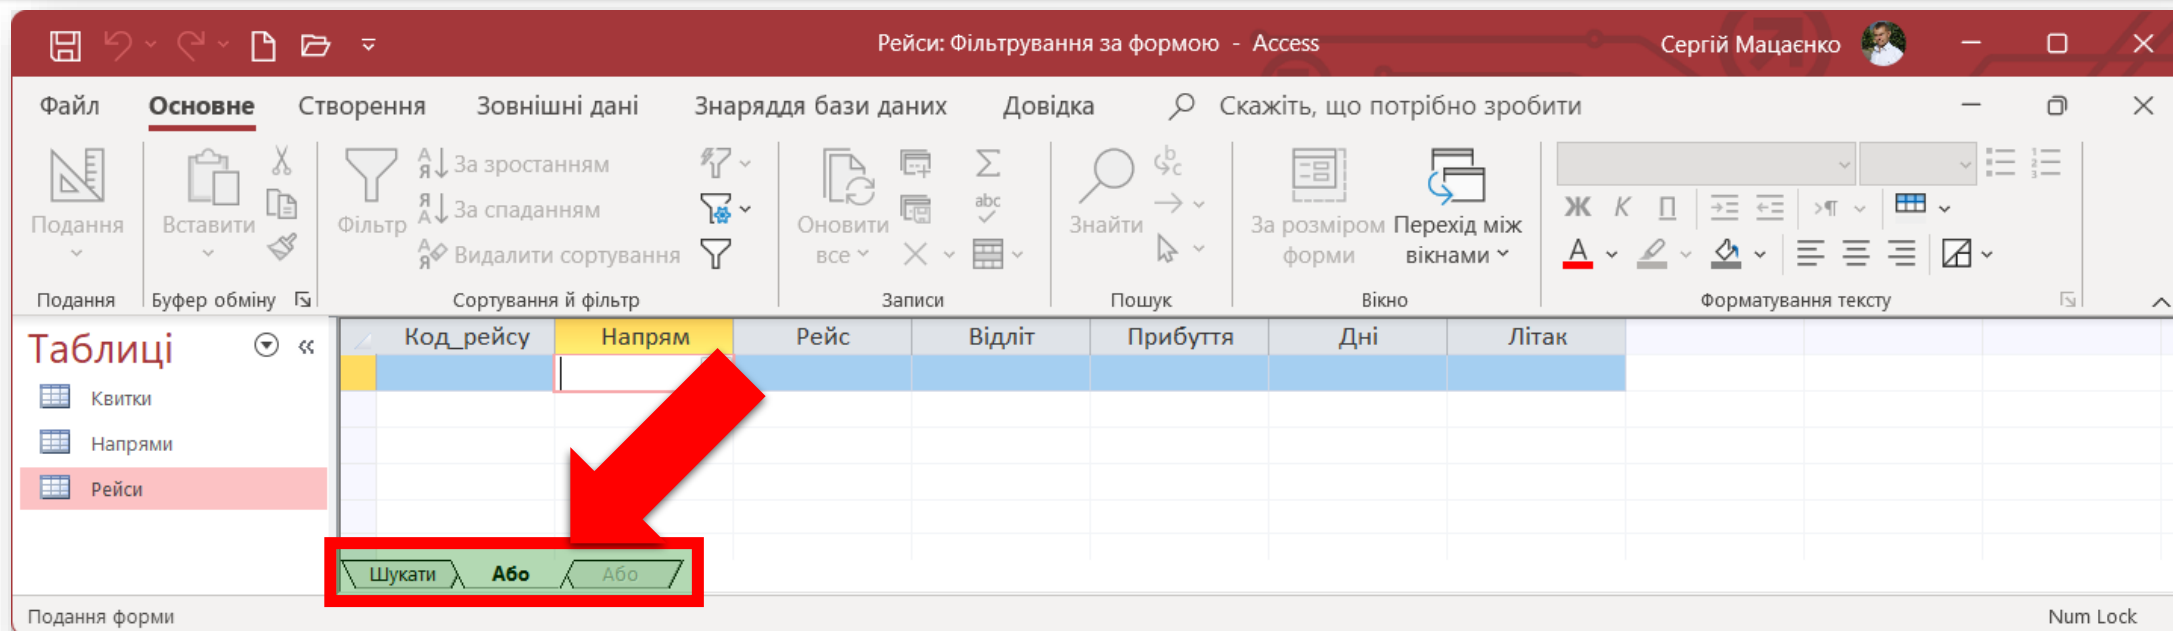 Рейси: Фільтрування за формою - Access
Сергій Мацаєнко
Файл Основне Створення Зовнішні дані Знаряддя бази даних Довідка Скажіть, що потрібно зробити
Подання
Вставити
Фільтр
За зростанням
За спаданням
Видалити сортування
Оновити
все
abc
Знайти
За розміром
форми
Перехід між
вікнами
Ж К П
А
Подання Буфер обміну Сортування й фільтр Записи Пошук Вікно Форматування тексту
Таблиці
Квитки
Напрями
Рейси
Код_рейсу Напрям Рейс Відліт Прибуття Дні Літак
Шукати Або Або
Подання форми Num Lock